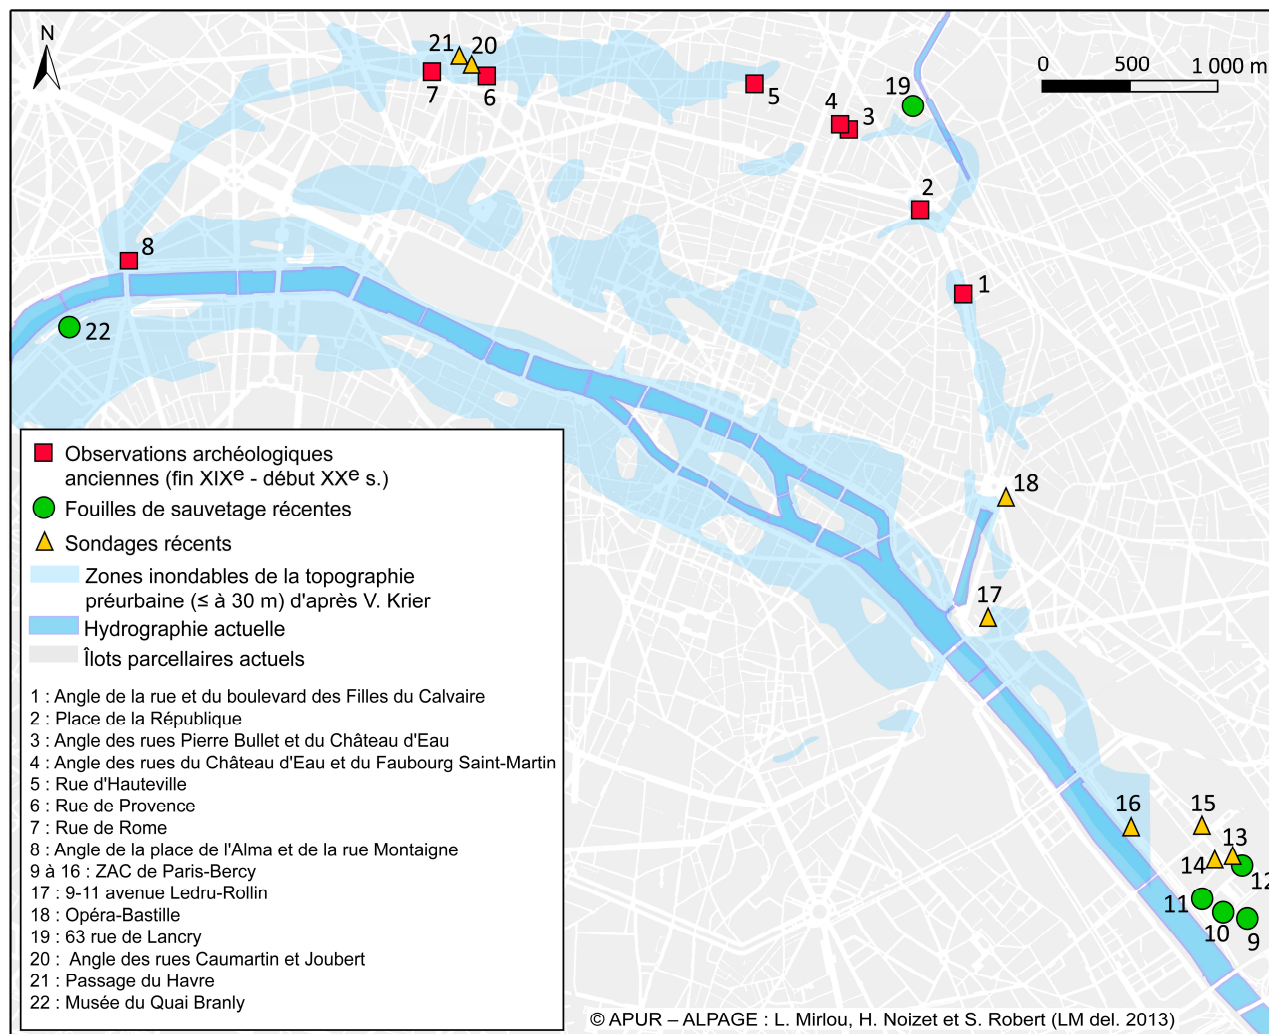 N
21
20
7
6
5
4
3
19
0 500 1 000 m
2
8
1
22
18
17
16
15
13
14
12
11
10
9
Observations archéologiques
anciennes (fin XIXe - début XXe s.)
Fouilles de sauvetage récentes
Sondages récents
Zones inondables de la topographie
préurbaine (≤ à 30 m) d'après V. Krier
Hydrographie actuelle
Îlots parcellaires actuels
1 : Angle de la rue et du boulevard des Filles du Calvaire
2 : Place de la République
3 : Angle des rues Pierre Bullet et du Château d'Eau
4 : Angle des rues du Château d'Eau et du Faubourg Saint-Martin
5 : Rue d'Hauteville
6 : Rue de Provence
7 : Rue de Rome
8 : Angle de la place de l'Alma et de la rue Montaigne
9 à 16 : ZAC de Paris-Bercy
17 : 9-11 avenue Ledru-Rollin
18 : Opéra-Bastille
19 : 63 rue de Lancry
20 : Angle des rues Caumartin et Joubert
21 : Passage du Havre
22 : Musée du Quai Branly
© APUR – ALPAGE : L. Mirlou, H. Noizet et S. Robert (LM del. 2013)